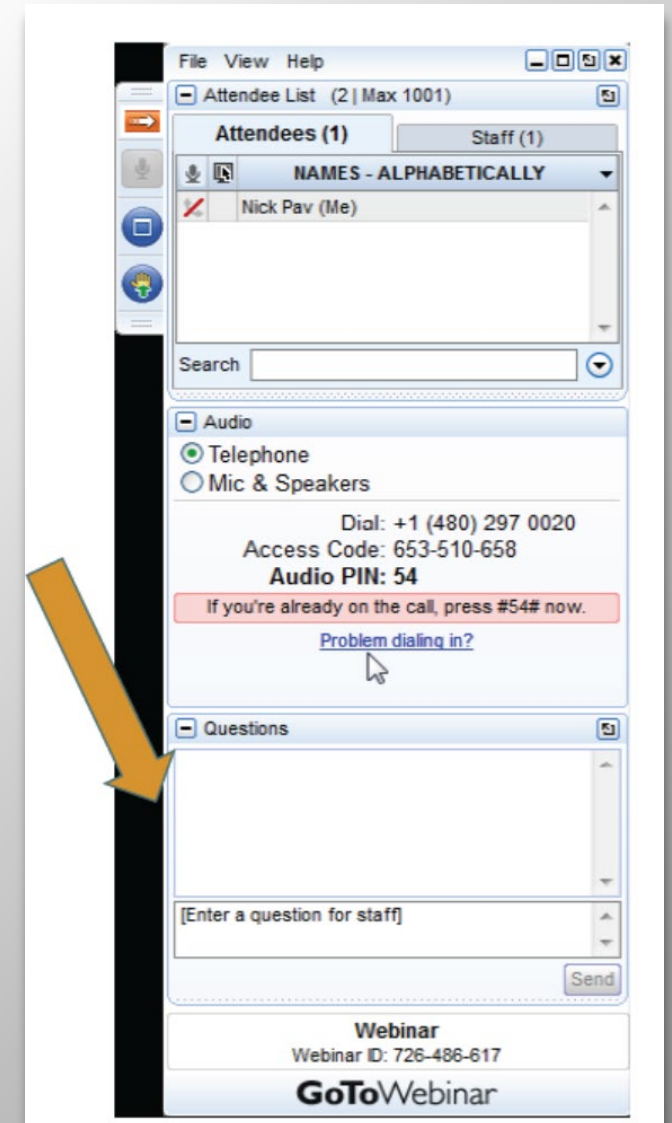 File View Help
Attendee List (2 | Max 1001)
Attendees (1) Staff (1)
NAMES - ALPHABETICALLY
Nick Pav (Me)
Search
Audio
Telephone
Mic & Speakers
Dial: +1 (480) 297 0020
Access Code: 653-510-658
Audio PIN: 54
If you're already on the call, press #54# now.
Problem dialing in?
Questions
[Enter a question for staff]
Send
Webinar
Webinar ID: 726-486-617
GoToWebinar